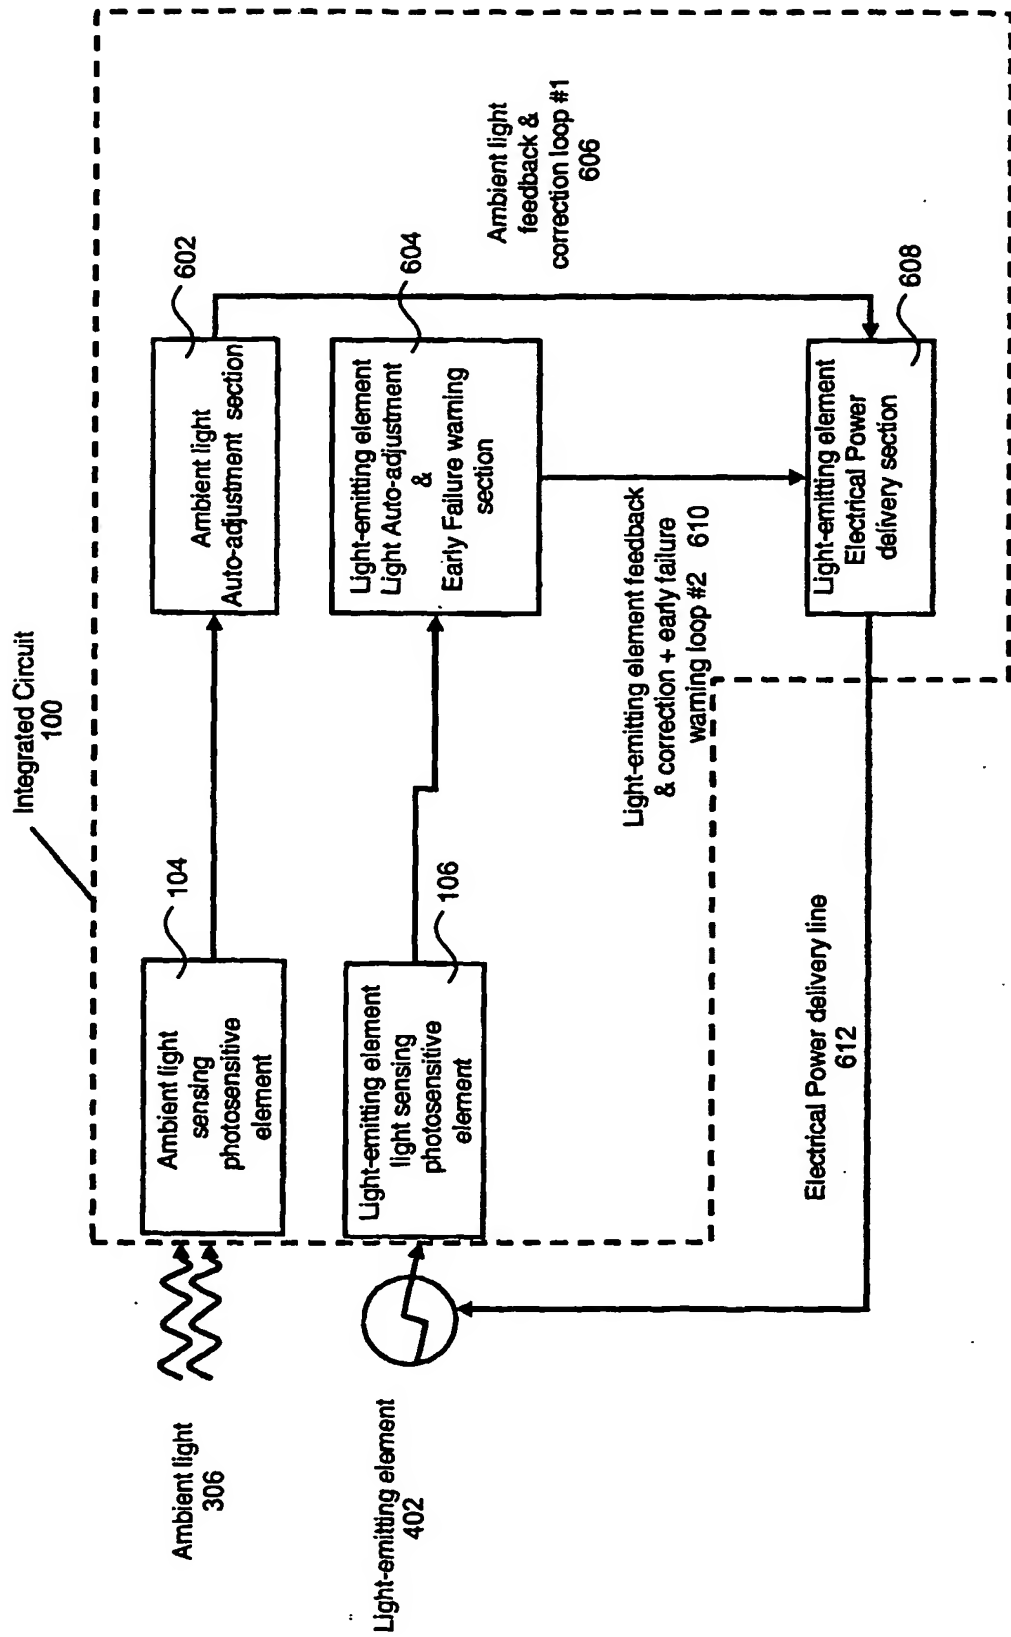 Integrated Circuit
100
Ambient light
306
Ambient light
sensing
photosensitive
element
104
Ambient light
Auto-adjustment section
602
Light-emitting element
402
Light-emitting element
light sensing
photosensitive
element
106
Light-emitting element
Light Auto-adjustment
&
Early Failure warning
section
604
Ambient light
feedback &
correction loop #1
606
Light-emitting element feedback
& correction + early failure
warning loop #2 610
Light-emitting element
Electrical Power
delivery section
608
Electrical Power delivery line
612